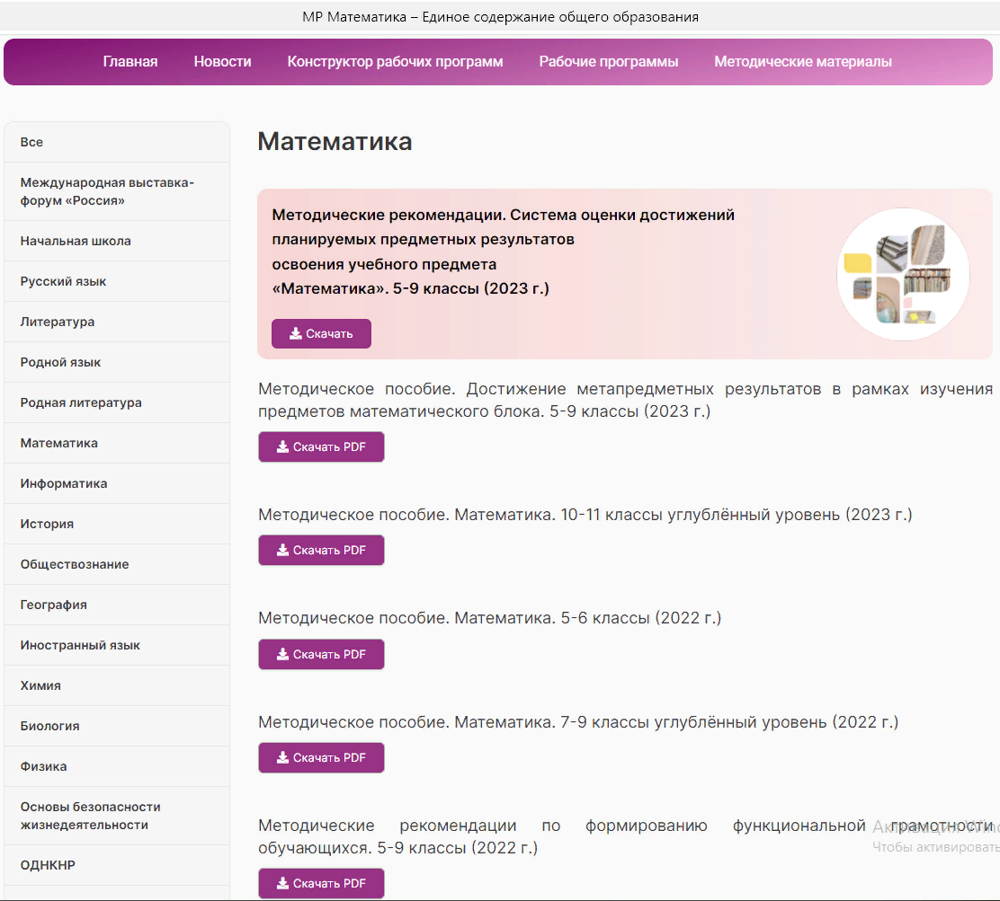 МР Математика – Единое содержание общего образования
Главная
Новости
Конструктор рабочих программ
Рабочие программы
Методические материалы
Все
Международная выставка-
форум «Россия»
Начальная школа
Русский язык
Литература
Родной язык
Родная литература
Математика
Информатика
История
Обществознание
География
Иностранный язык
Химия
Биология
Физика
Основы безопасности
жизнедеятельности
ОДНКНР
Математика
Методические рекомендации. Система оценки достижений
планируемых предметных результатов
освоения учебного предмета
«Математика». 5-9 классы (2023 г.)
Скачать
Методическое пособие. Достижение метапредметных результатов в рамках изучения
предметов математического блока. 5-9 классы (2023 г.)
Скачать PDF
Методическое пособие. Математика. 10-11 классы углублённый уровень (2023 г.)
Скачать PDF
Методическое пособие. Математика. 5-6 классы (2022 г.)
Скачать PDF
Методическое пособие. Математика. 7-9 классы углублённый уровень (2022 г.)
Скачать PDF
Методические рекомендации по формированию функциональной грамотности
обучающихся. 5-9 классы (2022 г.)
Скачать PDF
Активация Wind
Чтобы активировать